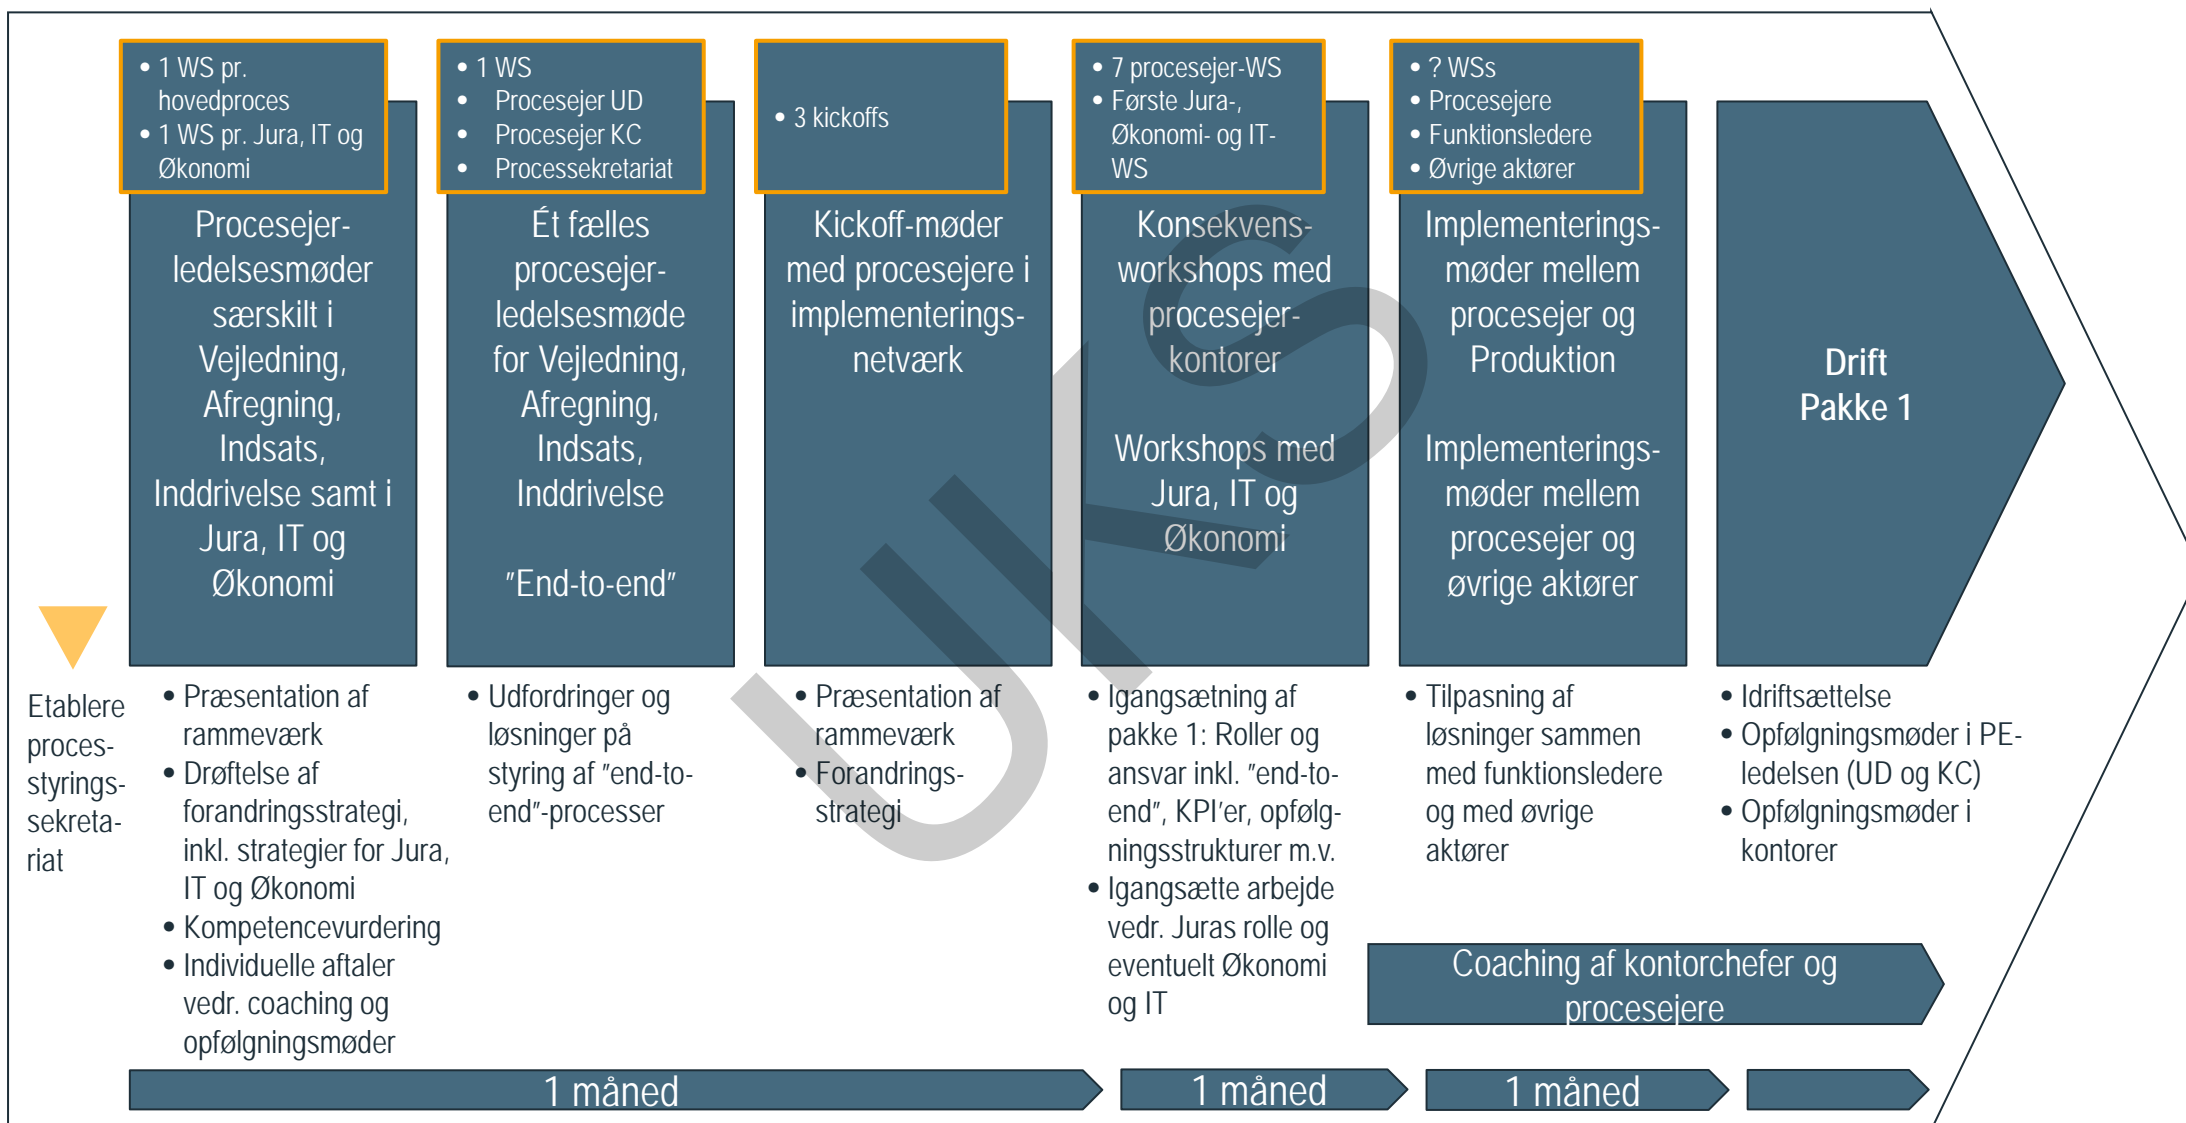 • 1 WS pr.
hovedproces
• 1 WS pr. Jura, IT og
Økonomi
Procesejer-
ledelsesmøder
særskilt i
Vejledning,
Afregning,
Indsats,
Inddrivelse samt i
Jura, IT og
Økonomi
• 1 WS
• Procesejer UD
• Procesejer KC
• Processekretariat
Ét fælles
procesejer-
ledelsesmøde
for Vejledning,
Afregning,
Indsats,
Inddrivelse
"End-to-end"
• 3 kickoffs
Kickoff-møder
med procesejere i
implementerings-
netværk
• 7 procesejer-WS
• Første Jura-,
Økonomi- og IT-
WS
Konsekvens-
workshops med
procesejer-
kontorer
Workshops med
Jura, IT og
Økonomi
• ? WSs
• Procesejere
• Funktionsledere
• Øvrige aktører
Implementerings-
møder mellem
procesejer og
Produktion
Implementerings-
møder mellem
procesejer og
øvrige aktører
Drift
Pakke 1
UKS
Etablere
proces-
styrings-
sekreta-
riat
• Præsentation af
rammeværk
• Drøftelse af
forandringsstrategi,
inkl. strategier for Jura,
IT og Økonomi
• Kompetencevurdering
• Individuelle aftaler
vedr. coaching og
opfølgningsmøder
• Udfordringer og
løsninger på
styring af "end-to-
end"-processer
• Præsentation af
rammeværk
• Forandrings-
strategi
• Igangsætning af
pakke 1: Roller og
ansvar inkl. "end-to-
end", KPI'er, opfølg-
ningsstrukturer m.v.
• Igangsætte arbejde
vedr. Juras rolle og
eventuelt Økonomi
og IT
• Tilpasning af
løsninger sammen
med funktionsledere
og med øvrige
aktører
• Idriftsættelse
• Opfølgningsmøder i PE-
ledelsen (UD og KC)
• Opfølgningsmøder i
kontorer
Coaching af kontorchefer og
procesejere
1 måned
1 måned
1 måned